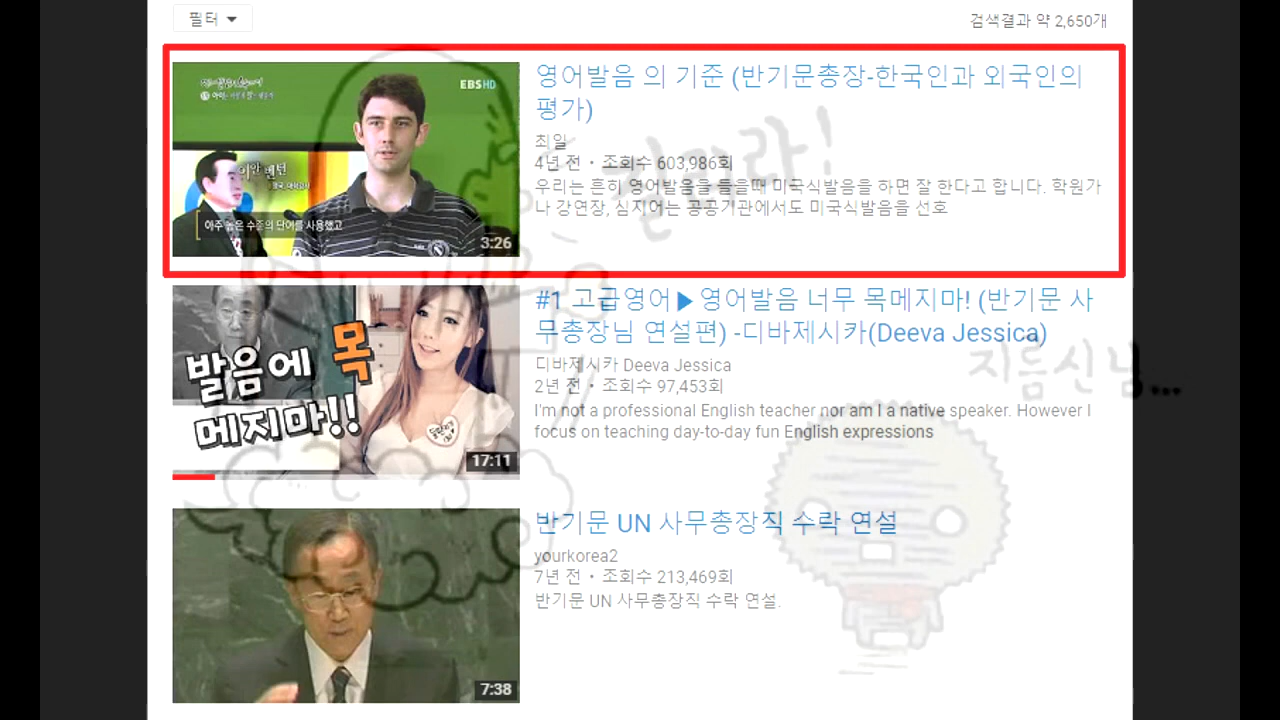 필터
검색결과 약 2,650개
EBS HD
이안 벤턴
아주 높은 수준의 단어를 사용했고
3:26
영어발음 의 기준 (반기문총장-한국인과 외국인의
평가)
최일
4년 전 · 조회수 603,986회
우리는 흔히 영어발음을 들을때 미국식발음을 하면 잘 한다고 합니다. 학원가
나 강연장, 심지어는 공공기관에서도 미국식발음을 선호
질러라!
발음에 목
메지마!!
17:11
#1 고급영어▶영어발음 너무 목메지마! (반기문 사
무총장님 연설편) -디바제시카(Deeva Jessica)
디바제시카 Deeva Jessica
2년 전 · 조회수 97,453회
I'm not a professional English teacher nor am I a native speaker. However I
focus on teaching day-to-day fun English expressions
지름신님...
7:38
반기문 UN 사무총장직 수락 연설
yourkorea2
7년 전 · 조회수 213,469회
반기문 UN 사무총장직 수락 연설.